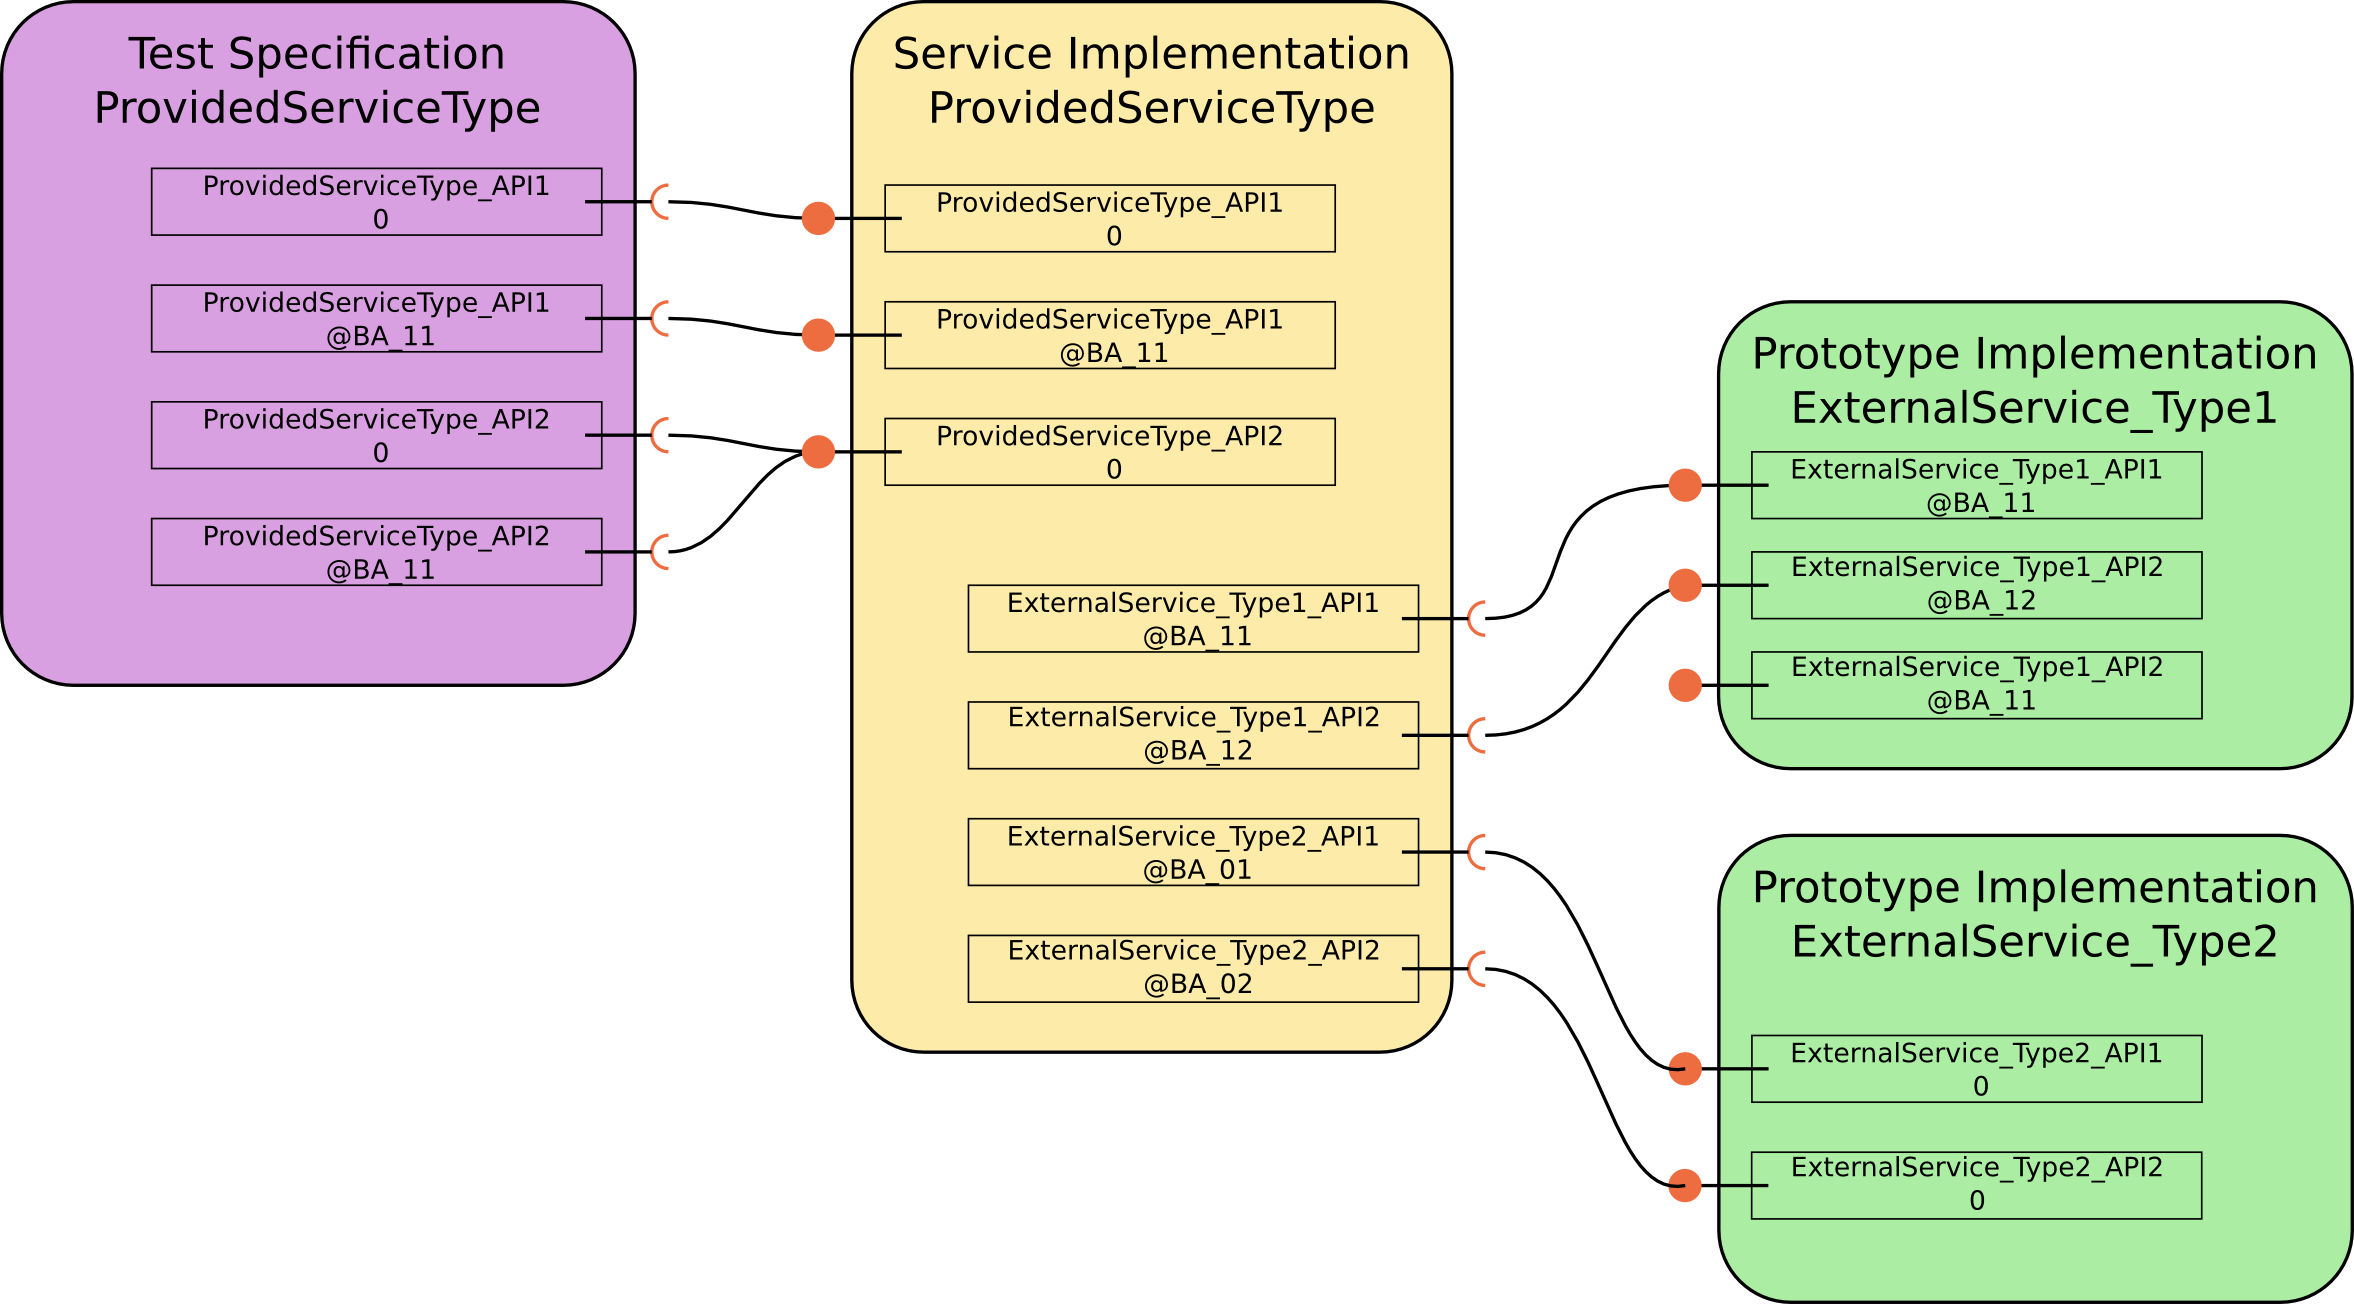 Test Specification
ProvidedServiceType
ProvidedServiceType_API1
0
ProvidedServiceType_API1
@BA_11
ProvidedServiceType_API2
0
ProvidedServiceType_API2
@BA_11
Service Implementation
ProvidedServiceType
ProvidedServiceType_API1
0
ProvidedServiceType_API1
@BA_11
ProvidedServiceType_API2
0
ExternalService_Type1_API1
@BA_11
ExternalService_Type1_API2
@BA_12
ExternalService_Type2_API1
@BA_01
ExternalService_Type2_API2
@BA_02
Prototype Implementation
ExternalService_Type1
ExternalService_Type1_API1
@BA_11
ExternalService_Type1_API2
@BA_12
ExternalService_Type1_API2
@BA_11
Prototype Implementation
ExternalService_Type2
ExternalService_Type2_API1
0
ExternalService_Type2_API2
0